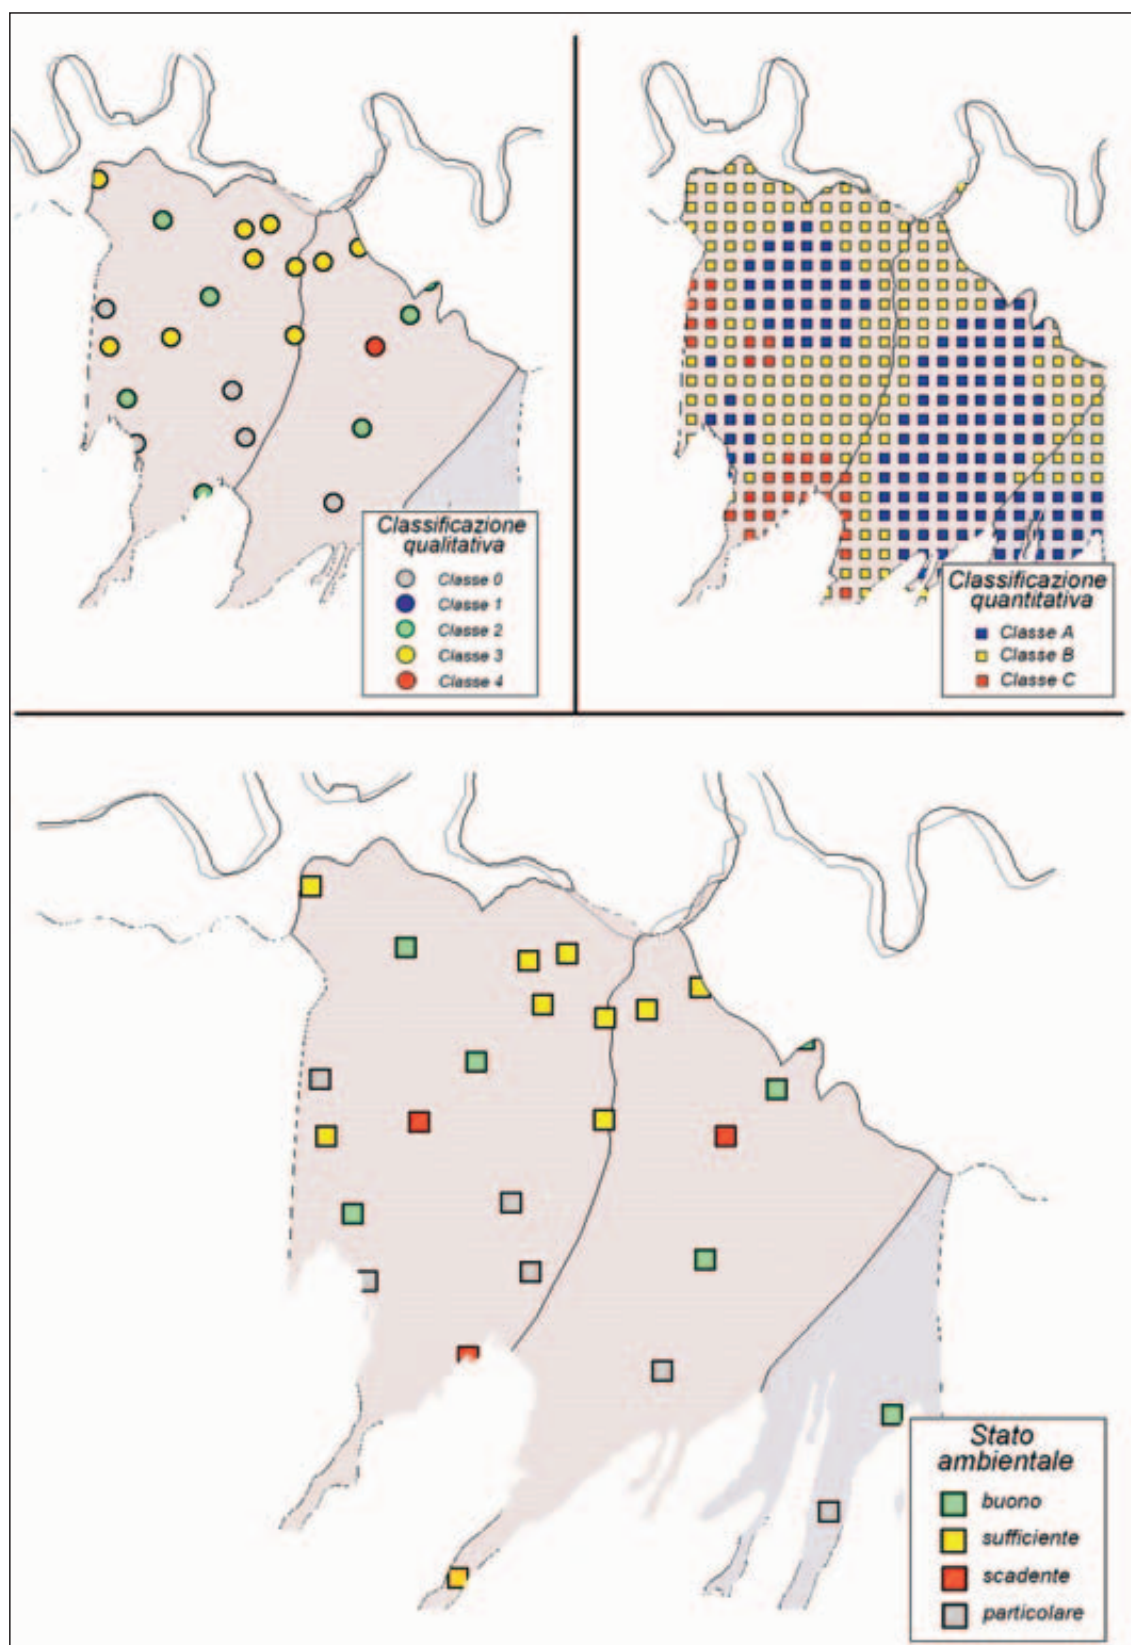 Classificazione
qualitativa
Classe 0
Classe 1
Classe 2
Classe 3
Classe 4
Classificazione
quantitativa
Classe A
Classe B
Classe C
Stato
ambientale
buono
sufficiente
scadente
particolare